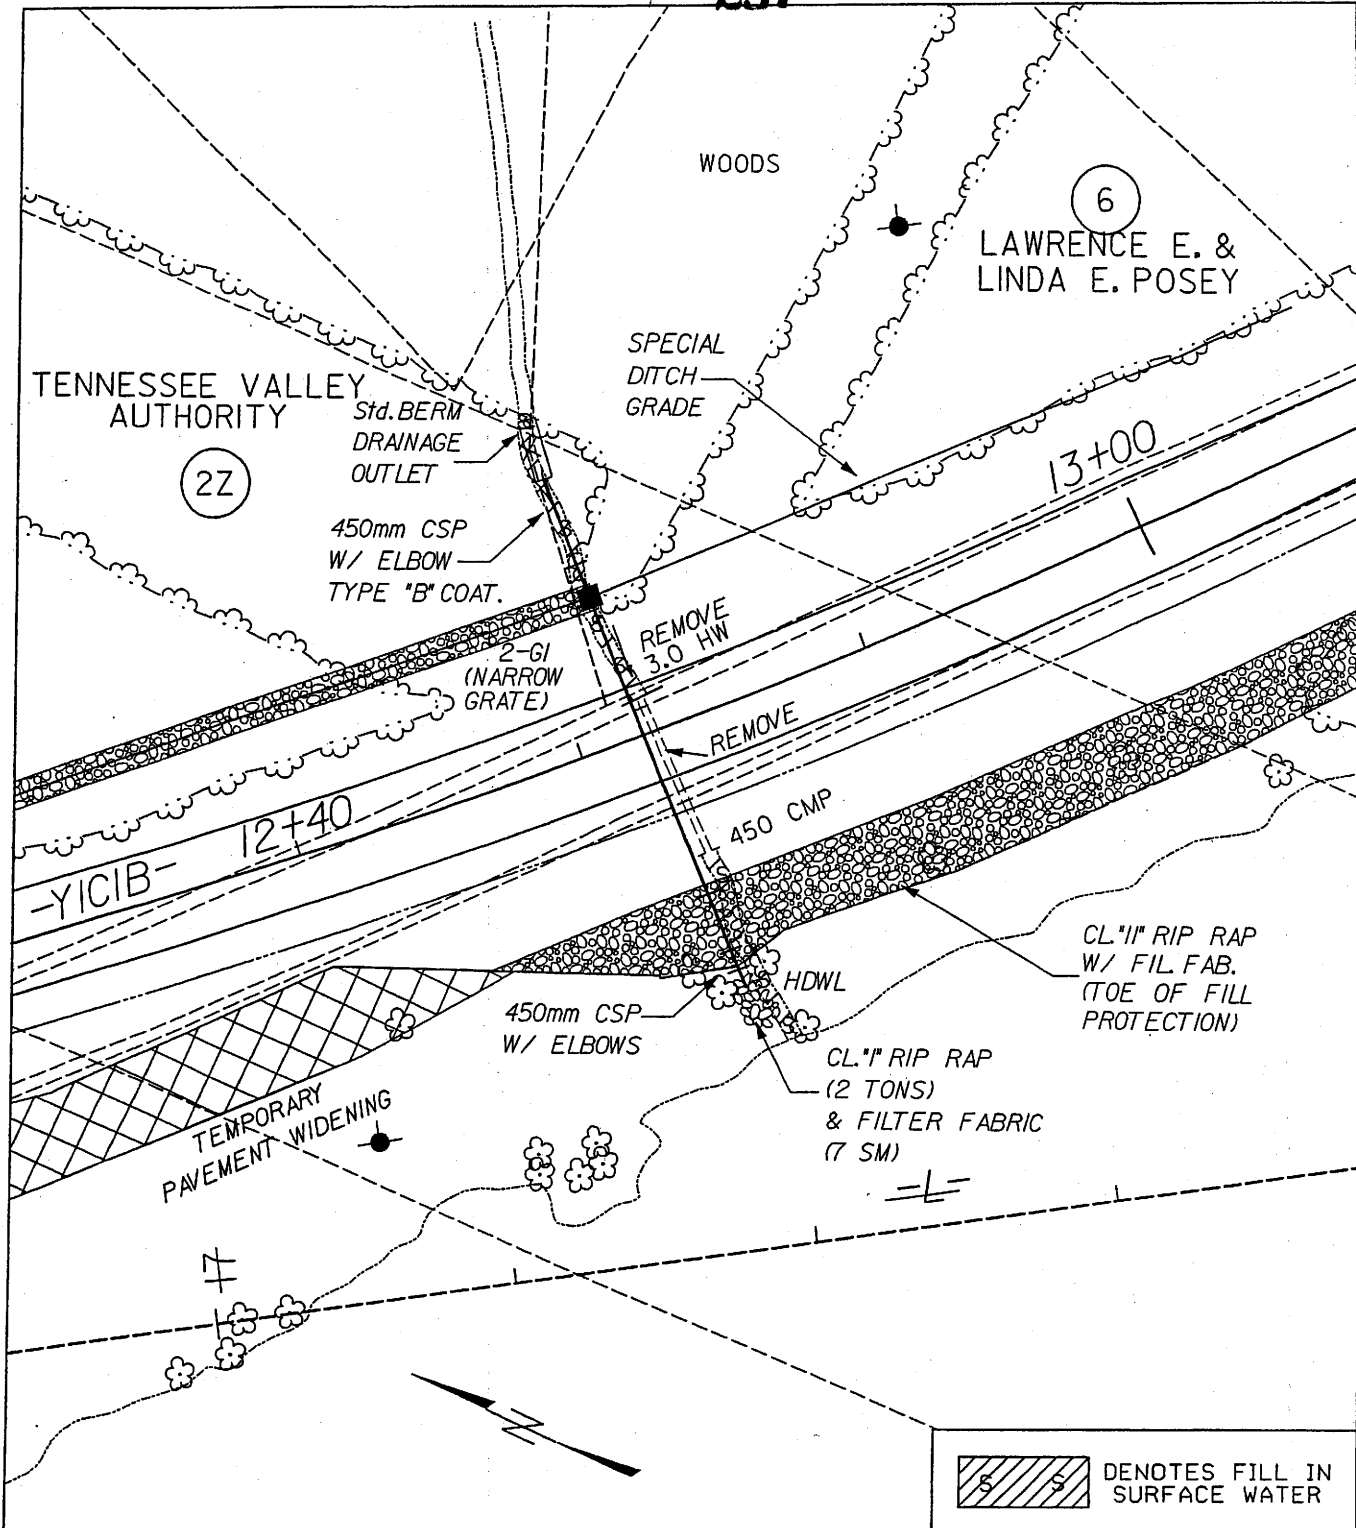 WOODS
6
LAWRENCE E. &
LINDA E. POSEY
SPECIAL
DITCH
GRADE
TENNESSEE VALLEY
AUTHORITY
2Z
Std. BERM
DRAINAGE
OUTLET
13+00
450mm CSP
W/ ELBOW
TYPE "B" COAT.
REMOVE
3.0 HW
2-GI
(NARROW
GRATE)
REMOVE
450 CMP
12+40
-Y1C1B-
CL."II" RIP RAP
W/ FIL. FAB.
(TOE OF FILL
PROTECTION)
HDWL
450mm CSP
W/ ELBOWS
CL."I" RIP RAP
(2 TONS)
& FILTER FABRIC
(7 SM)
TEMPORARY
PAVEMENT WIDENING
-L-
17
N
S S
DENOTES FILL IN
SURFACE WATER